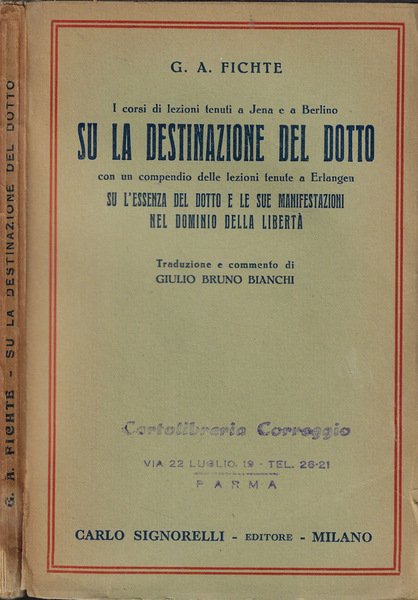 G. A. FICHTE - SU LA DESTINAZIONE DEL DOTTO
G. A. FICHTE
I corsi di lezioni tenuti a Jena e a Berlino
SU LA DESTINAZIONE DEL DOTTO
con un compendio delle lezioni tenute a Erlangen
SU L'ESSENZA DEL DOTTO E LE SUE MANIFESTAZIONI
NEL DOMINIO DELLA LIBERTÀ
Traduzione e commento di
GIULIO BRUNO BIANCHI
Cartolibraria Correggio
VIA 22 LUGLIO, 19 - TEL. 26-21
PARMA
CARLO SIGNORELLI - EDITORE - MILANO